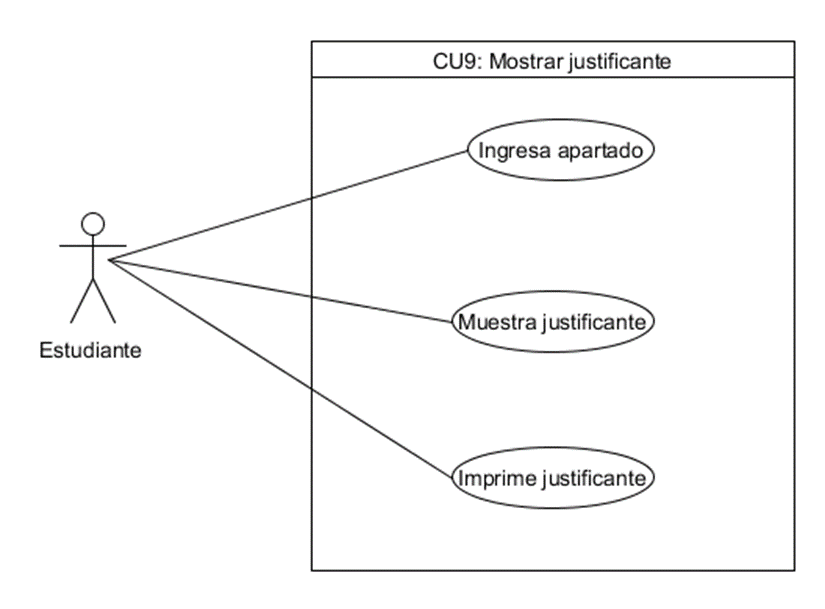 CU9: Mostrar justificante
Ingresa apartado
Muestra justificante
Estudiante
Imprime justificante